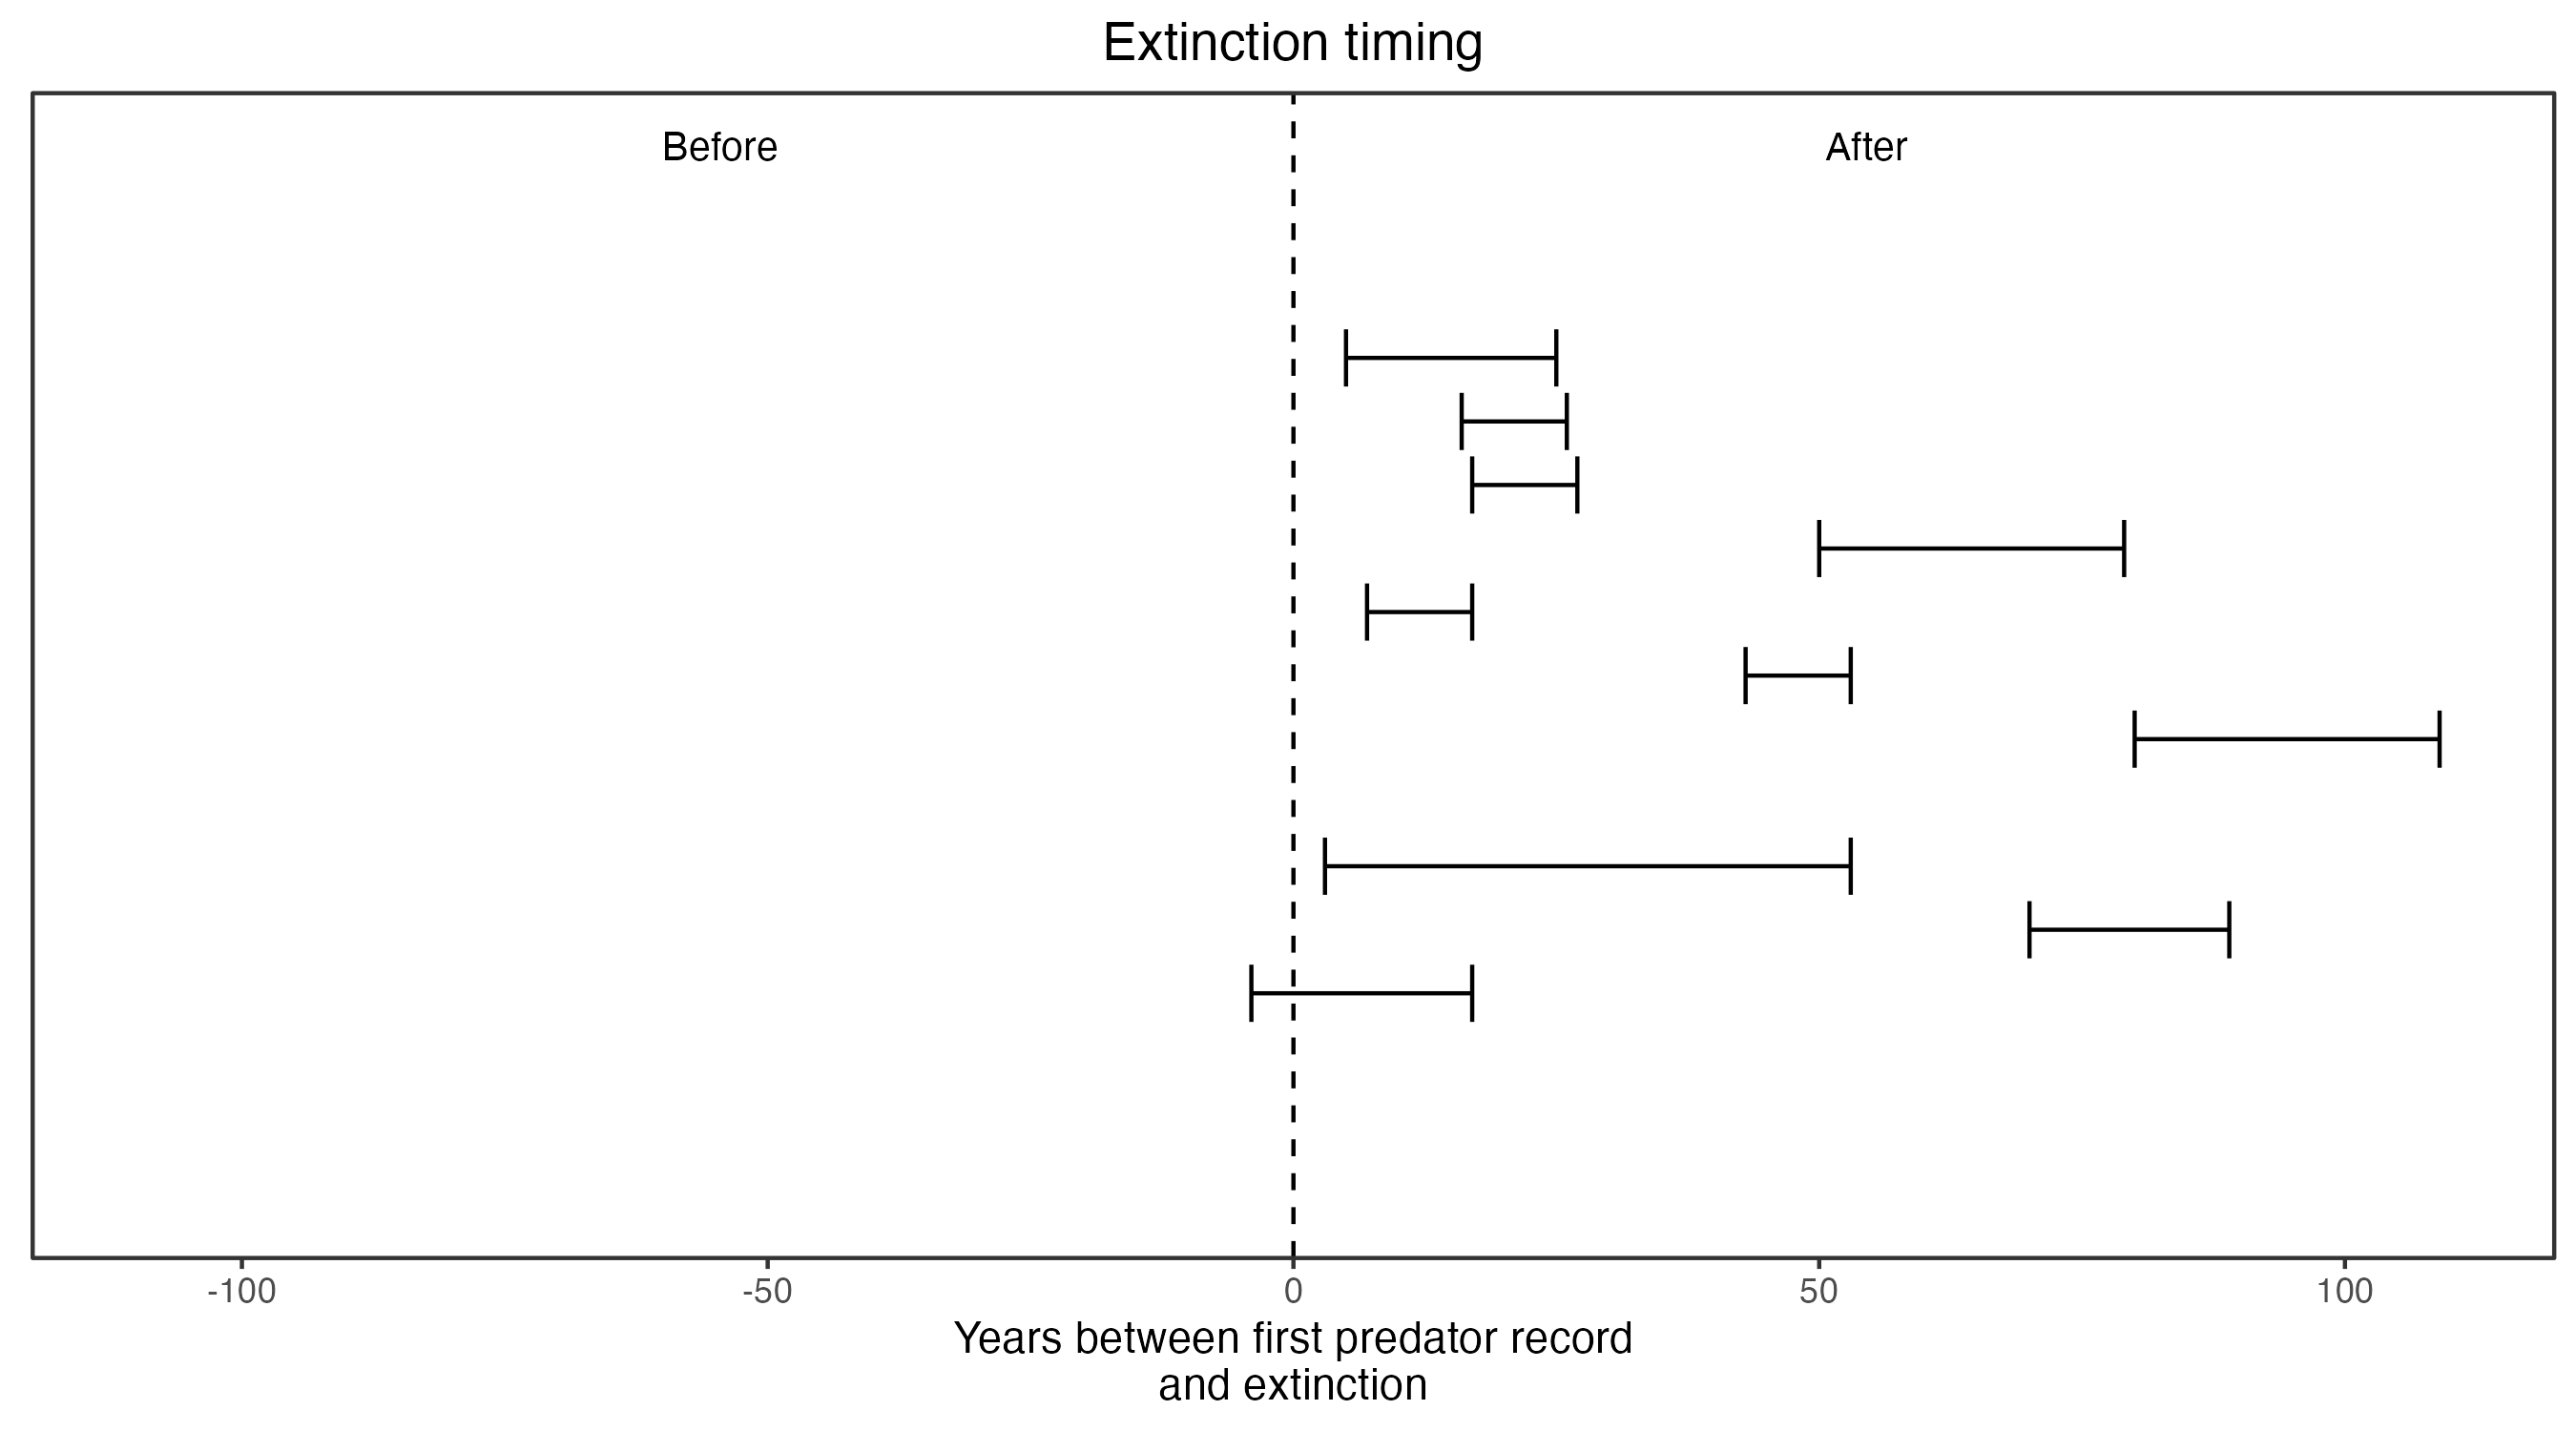 Extinction timing
Before
After
-100
-50
0
50
100
Years between first predator record
and extinction